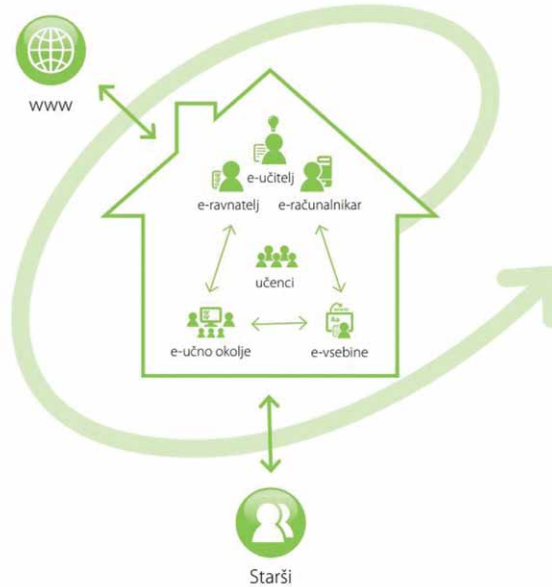 www
e-učitelj
e-ravnatelj
e-računalnikar
učenci
e-učno okolje
e-vsebine
Starši